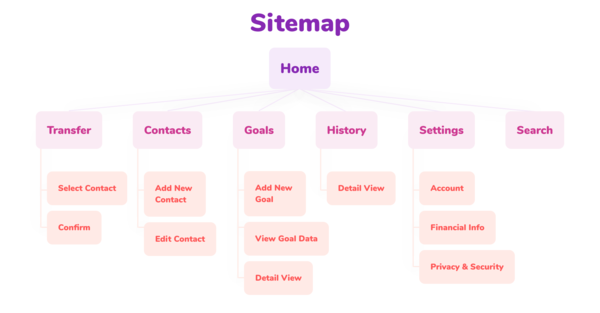 Sitemap
Home
Transfer
Contacts
Goals
History
Settings
Search
Select Contact
Confirm
Add New
Contact
Edit Contact
Add New
Goal
View Goal Data
Detail View
Detail View
Account
Financial Info
Privacy & Security